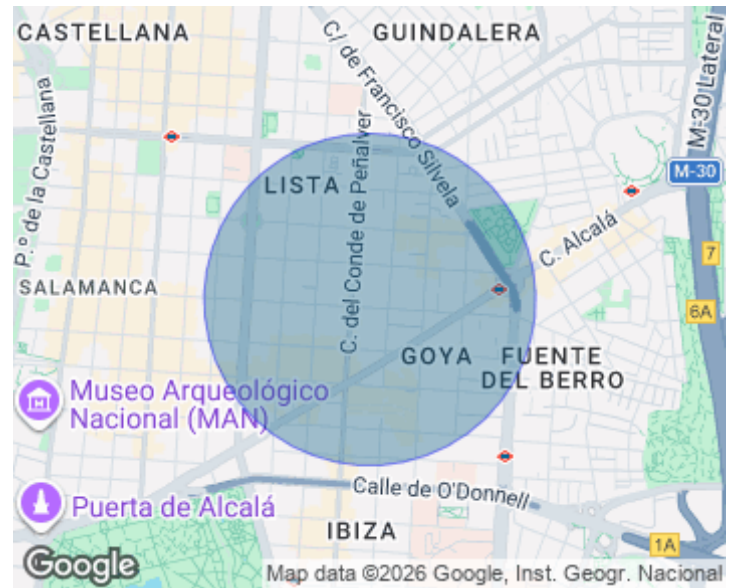 CASTELLANA
GUINDALERA
C/ de Francisco Silvela
M-30 Lateral
P.º de la Castellana
C. del Conde de Peñalver
LISTA
M-30
C. Alcalá
7
SALAMANCA
6A
GOYA
FUENTE
DEL BERRO
Museo Arqueológico
Nacional (MAN)
Calle de O'Donnell
Puerta de Alcalá
IBIZA
1A
Google
Map data ©2026 Google, Inst. Geogr. Nacional